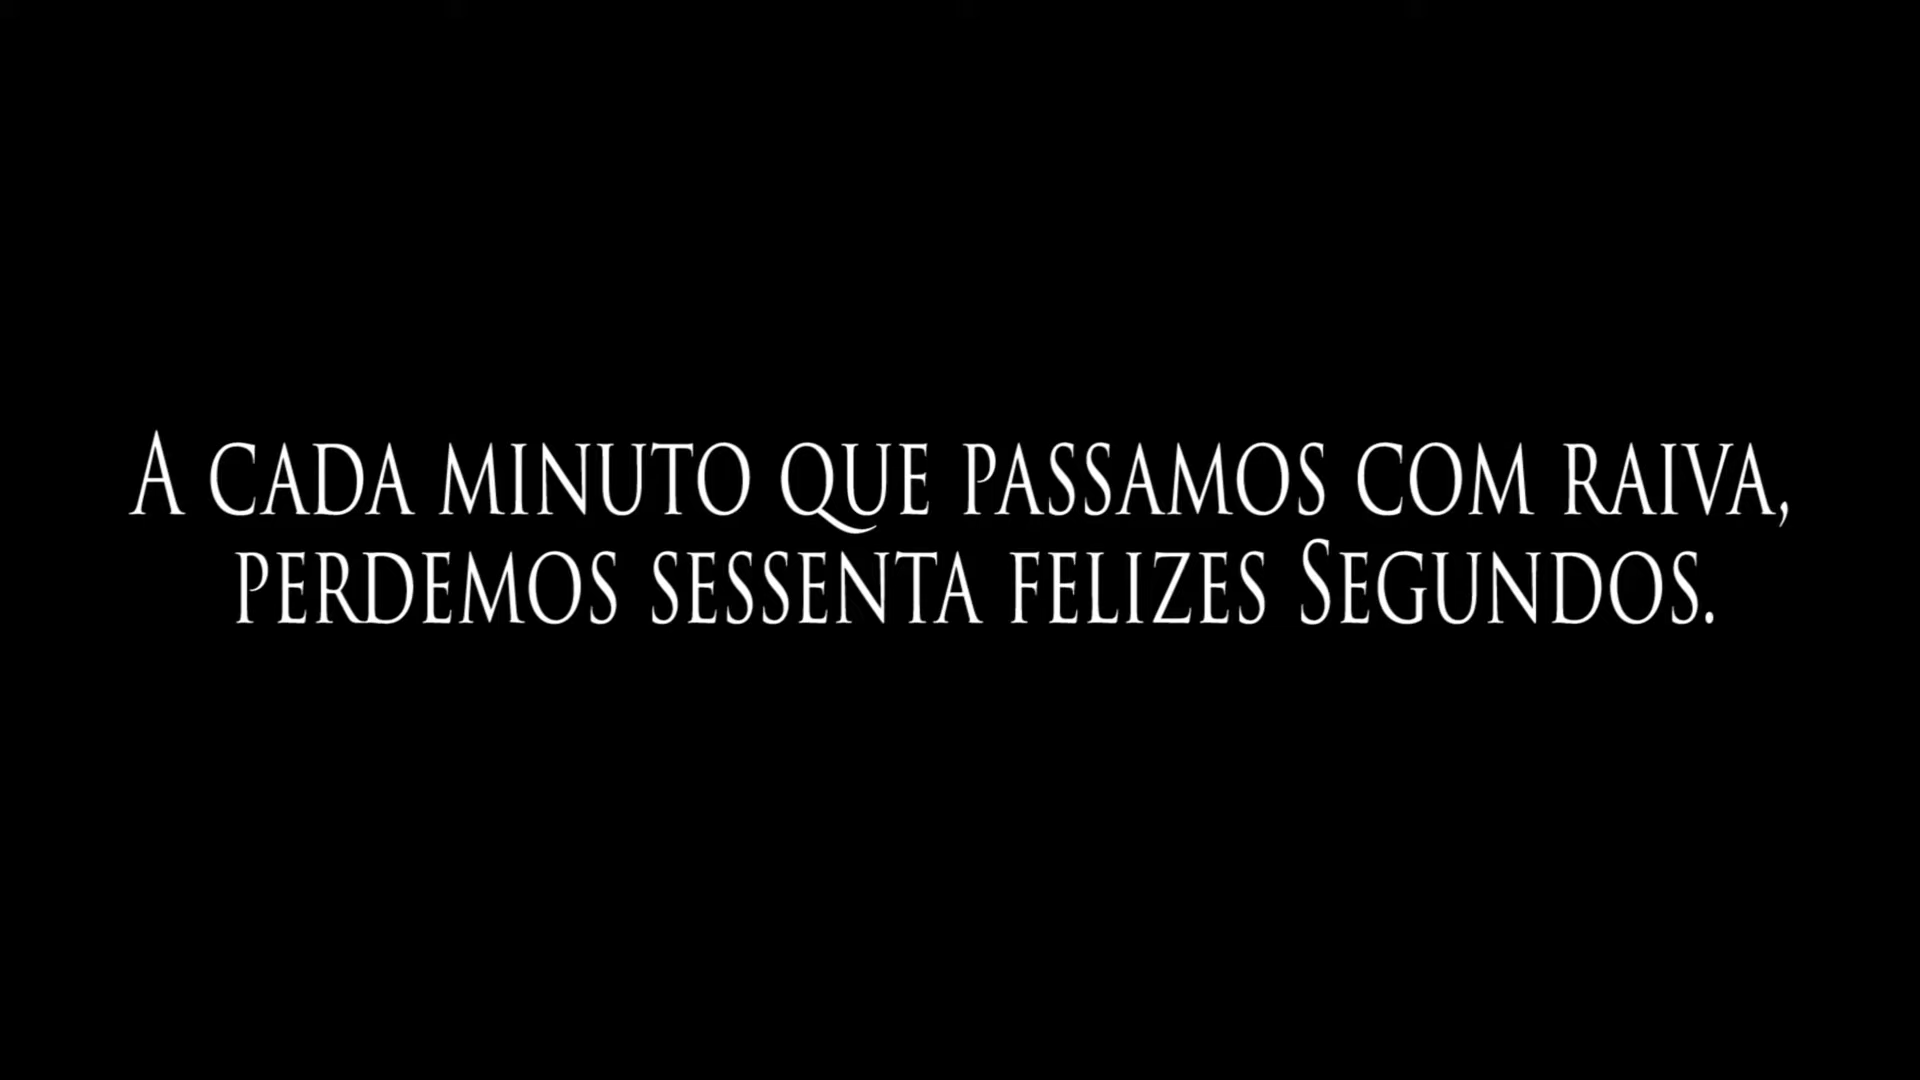 A CADA MINUTO QUE PASSAMOS COM RAIVA,
PERDEMOS SESSENTA FELIZES SEGUNDOS.